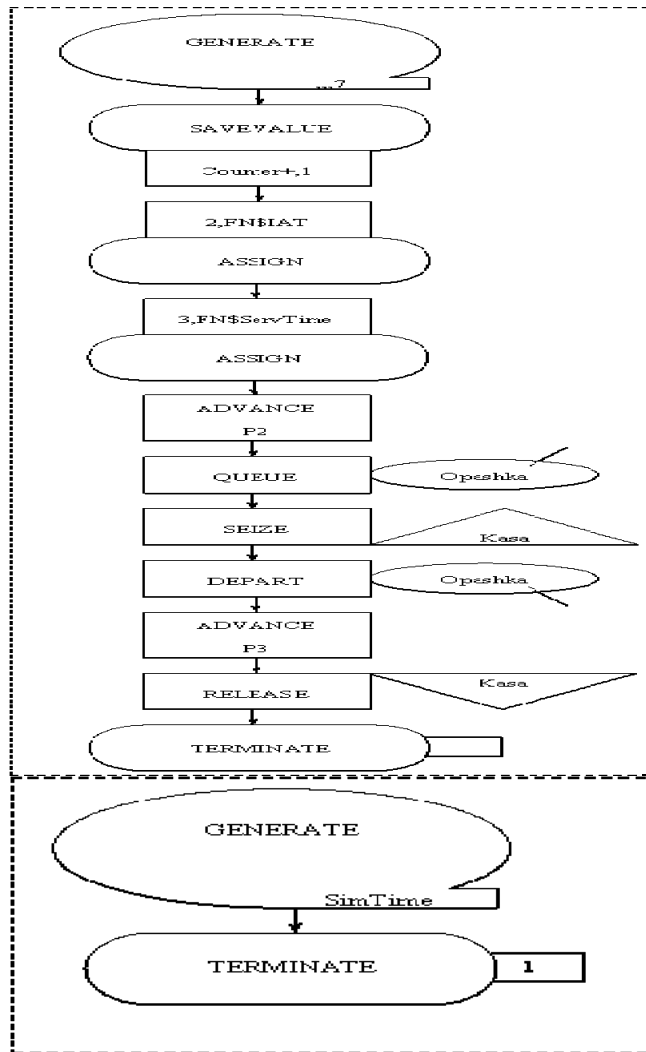 GENERATE
,,,7
SAVEVALUE
Counter+,1
2,FN$IAT
ASSIGN
3,FN$ServTime
ASSIGN
ADVANCE
P2
QUEUE
Opashka
SEIZE
Kasa
DEPART
Opashka
ADVANCE
P3
RELEASE
Kasa
TERMINATE
GENERATE
SimTime
TERMINATE
1